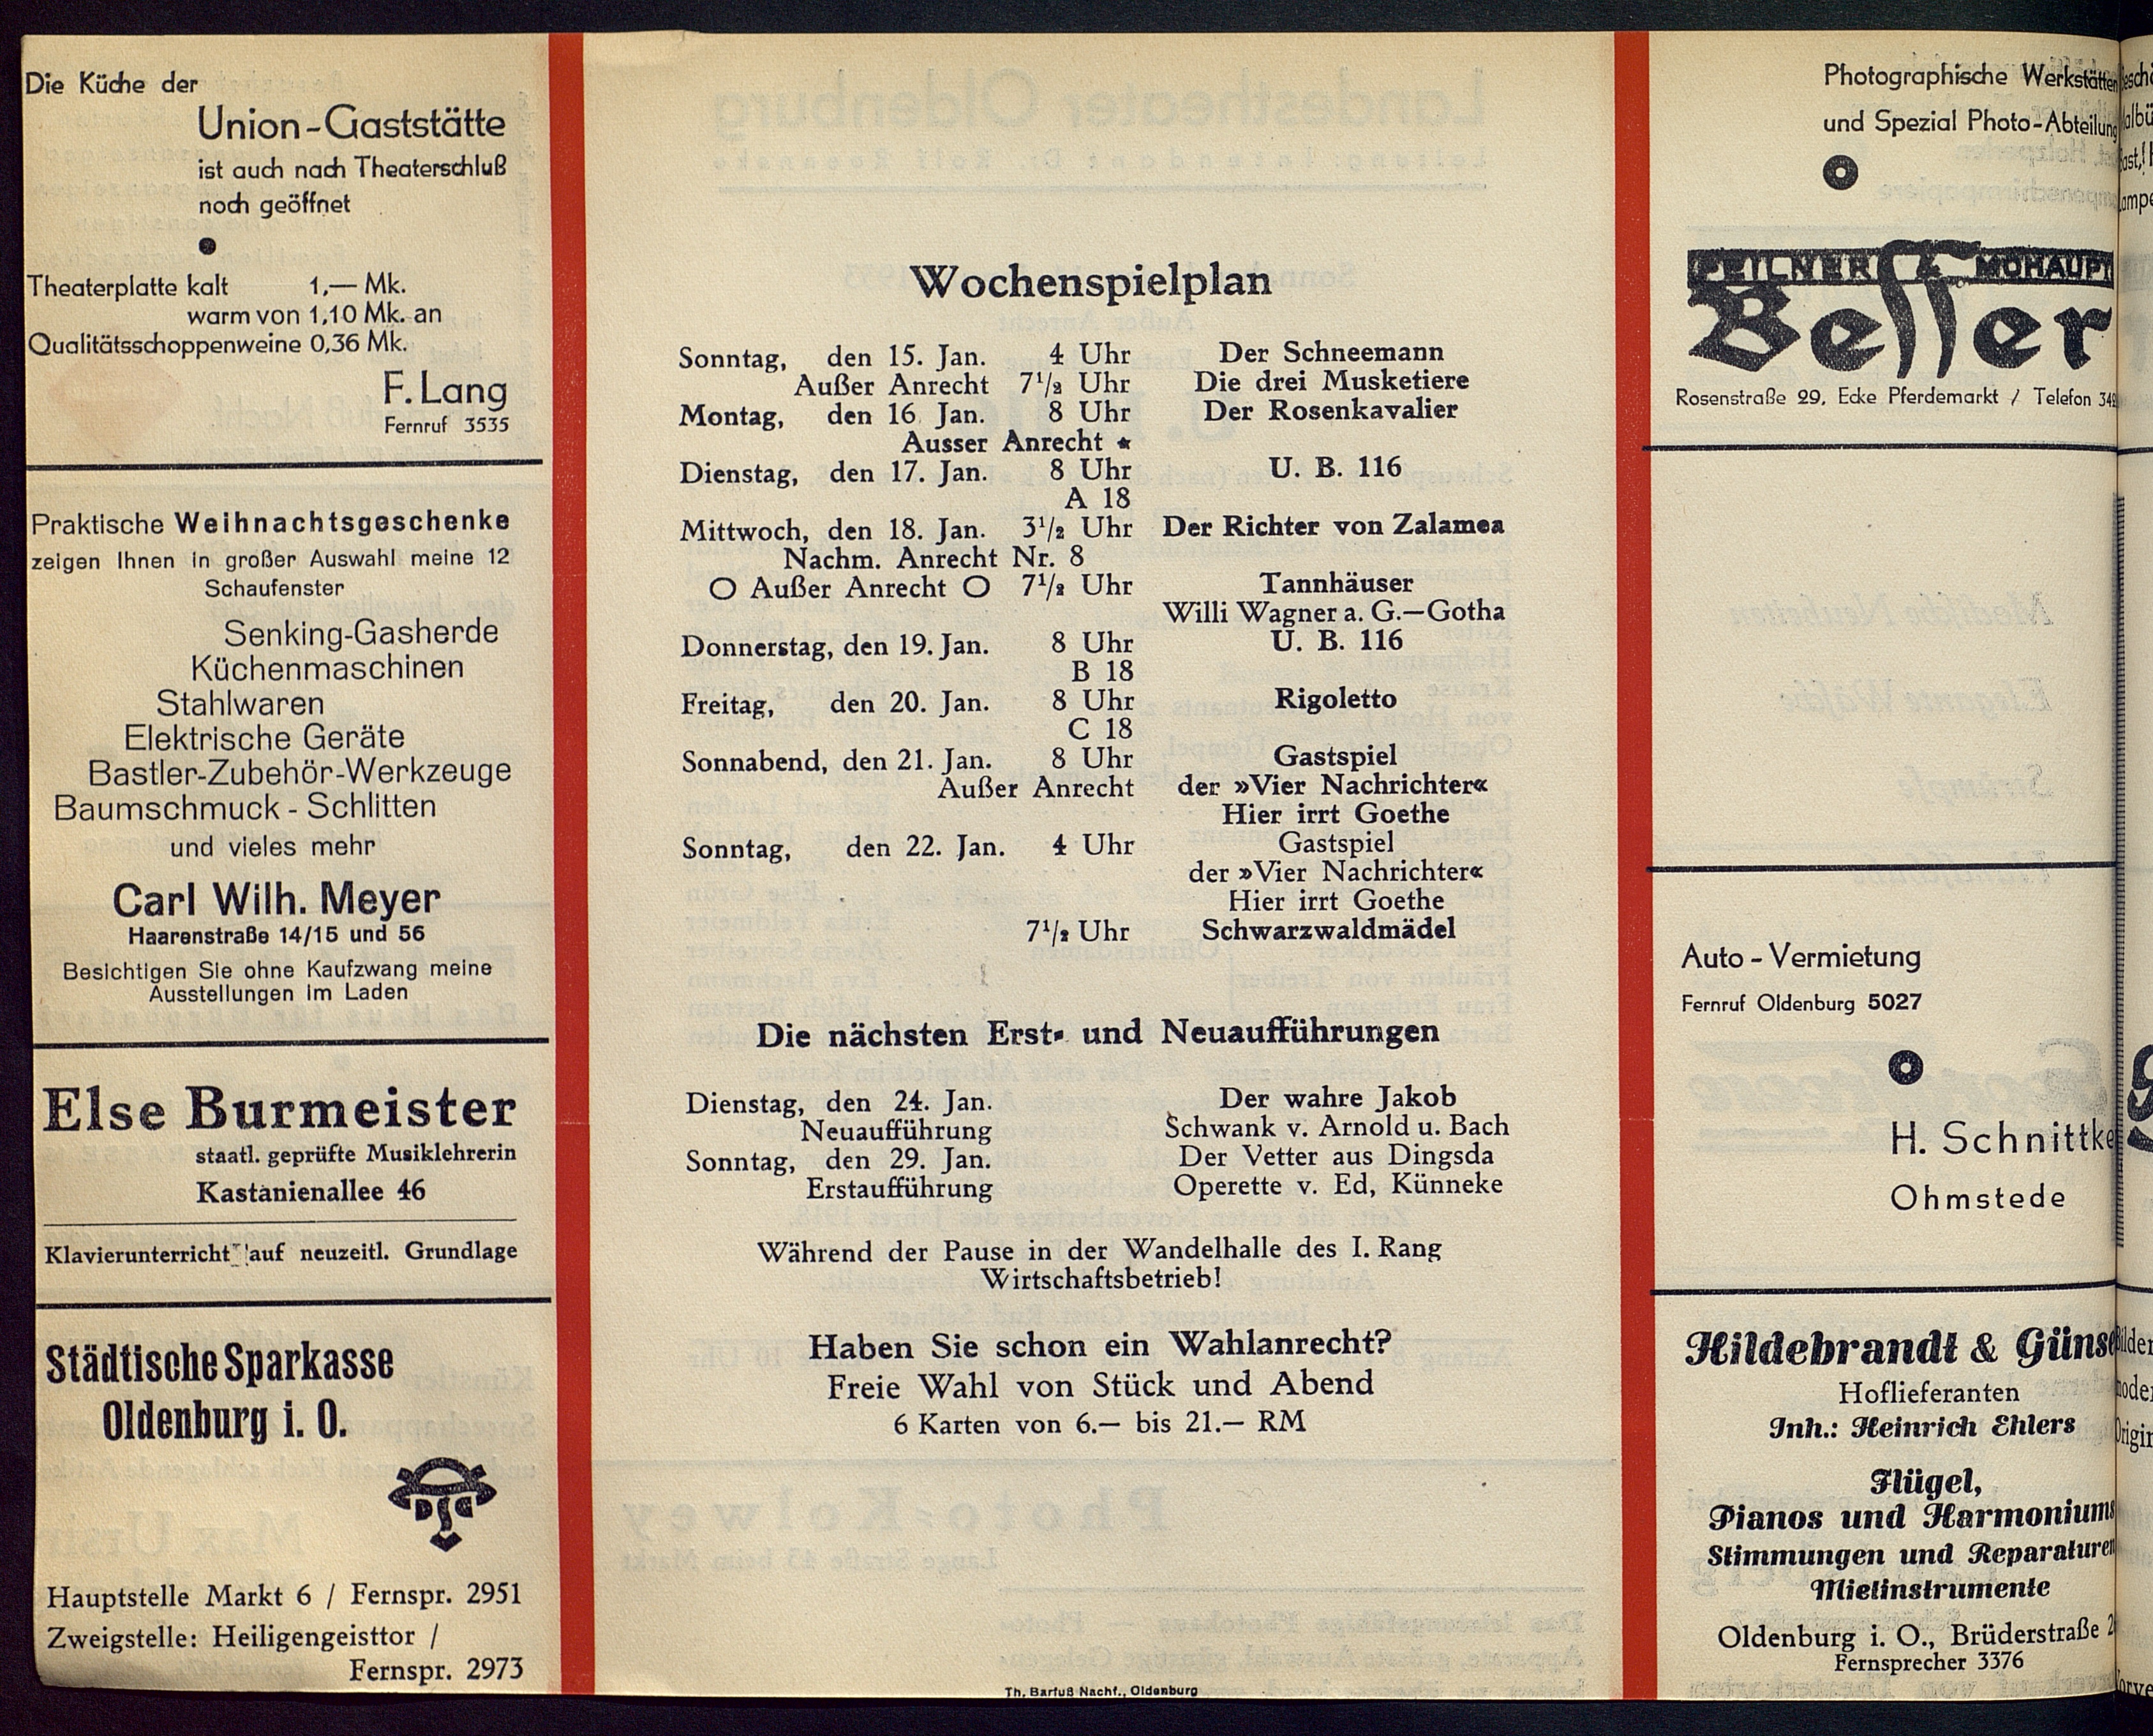 Die Küche der
Union-Gaststätte
ist auch nach Theaterschluß
noch geöffnet
Theaterplatte kalt 1,— Mk.
warm von 1,10 Mk. an
Qualitätsschoppenweine 0,36 Mk.
F. Lang
Fernruf 3535
Praktische Weihnachtsgeschenke
zeigen Ihnen in großer Auswahl meine 12
Schaufenster
Senking-Gasherde
Küchenmaschinen
Stahlwaren
Elektrische Geräte
Bastler-Zubehör-Werkzeuge
Baumschmuck - Schlitten
und vieles mehr
Carl Wilh. Meyer
Haarenstraße 14/15 und 56
Besichtigen Sie ohne Kaufzwang meine
Ausstellungen im Laden
Else Burmeister
staatl. geprüfte Musiklehrerin
Kastanienallee 46
Klavierunterricht auf neuzeitl. Grundlage
Städtische Sparkasse
Oldenburg i. O.
Hauptstelle Markt 6 / Fernspr. 2951
Zweigstelle: Heiligengeisttor /
Fernspr. 2973
Wochenspielplan
Sonntag, den 15. Jan. 4 Uhr Der Schneemann
Außer Anrecht 7½ Uhr Die drei Musketiere
Montag, den 16. Jan. 8 Uhr Der Rosenkavalier
Ausser Anrecht ★
Dienstag, den 17. Jan. 8 Uhr U. B. 116
A 18
Mittwoch, den 18. Jan. 3½ Uhr Der Richter von Zalamea
Nachm. Anrecht Nr. 8
O Außer Anrecht O 7½ Uhr Tannhäuser
Willi Wagner a. G.—Gotha
Donnerstag, den 19. Jan. 8 Uhr U. B. 116
B 18
Freitag, den 20. Jan. 8 Uhr Rigoletto
C 18
Sonnabend, den 21. Jan. 8 Uhr Gastspiel
Außer Anrecht der »Vier Nachrichter«
Hier irrt Goethe
Sonntag, den 22. Jan. 4 Uhr Gastspiel
der »Vier Nachrichter«
Hier irrt Goethe
7½ Uhr Schwarzwaldmädel
Die nächsten Erst- und Neuaufführungen
Dienstag, den 24. Jan. Der wahre Jakob
Neuaufführung Schwank v. Arnold u. Bach
Sonntag, den 29. Jan. Der Vetter aus Dingsda
Erstaufführung Operette v. Ed, Künneke
Während der Pause in der Wandelhalle des I. Rang
Wirtschaftsbetrieb!
Haben Sie schon ein Wahlanrecht?
Freie Wahl von Stück und Abend
6 Karten von 6.— bis 21.— RM
Th. Barfuß Nachf., Oldenburg
Photographische Werkstätten
und Spezial Photo-Abteilung
FEILNER & MOHAUPT
Besser
Rosenstraße 29, Ecke Pferdemarkt / Telefon
Auto - Vermietung
Fernruf Oldenburg 5027
H. Schnittke
Ohmstede
Hildebrandt &
Hoflieferanten
Inh.: Heinrich Ehlers
Flügel,
Pianos und Harmoniums
Stimmungen und Reparaturen
Mietinstrumente
Oldenburg i. O., Brüderstraße
Fernsprecher 3376